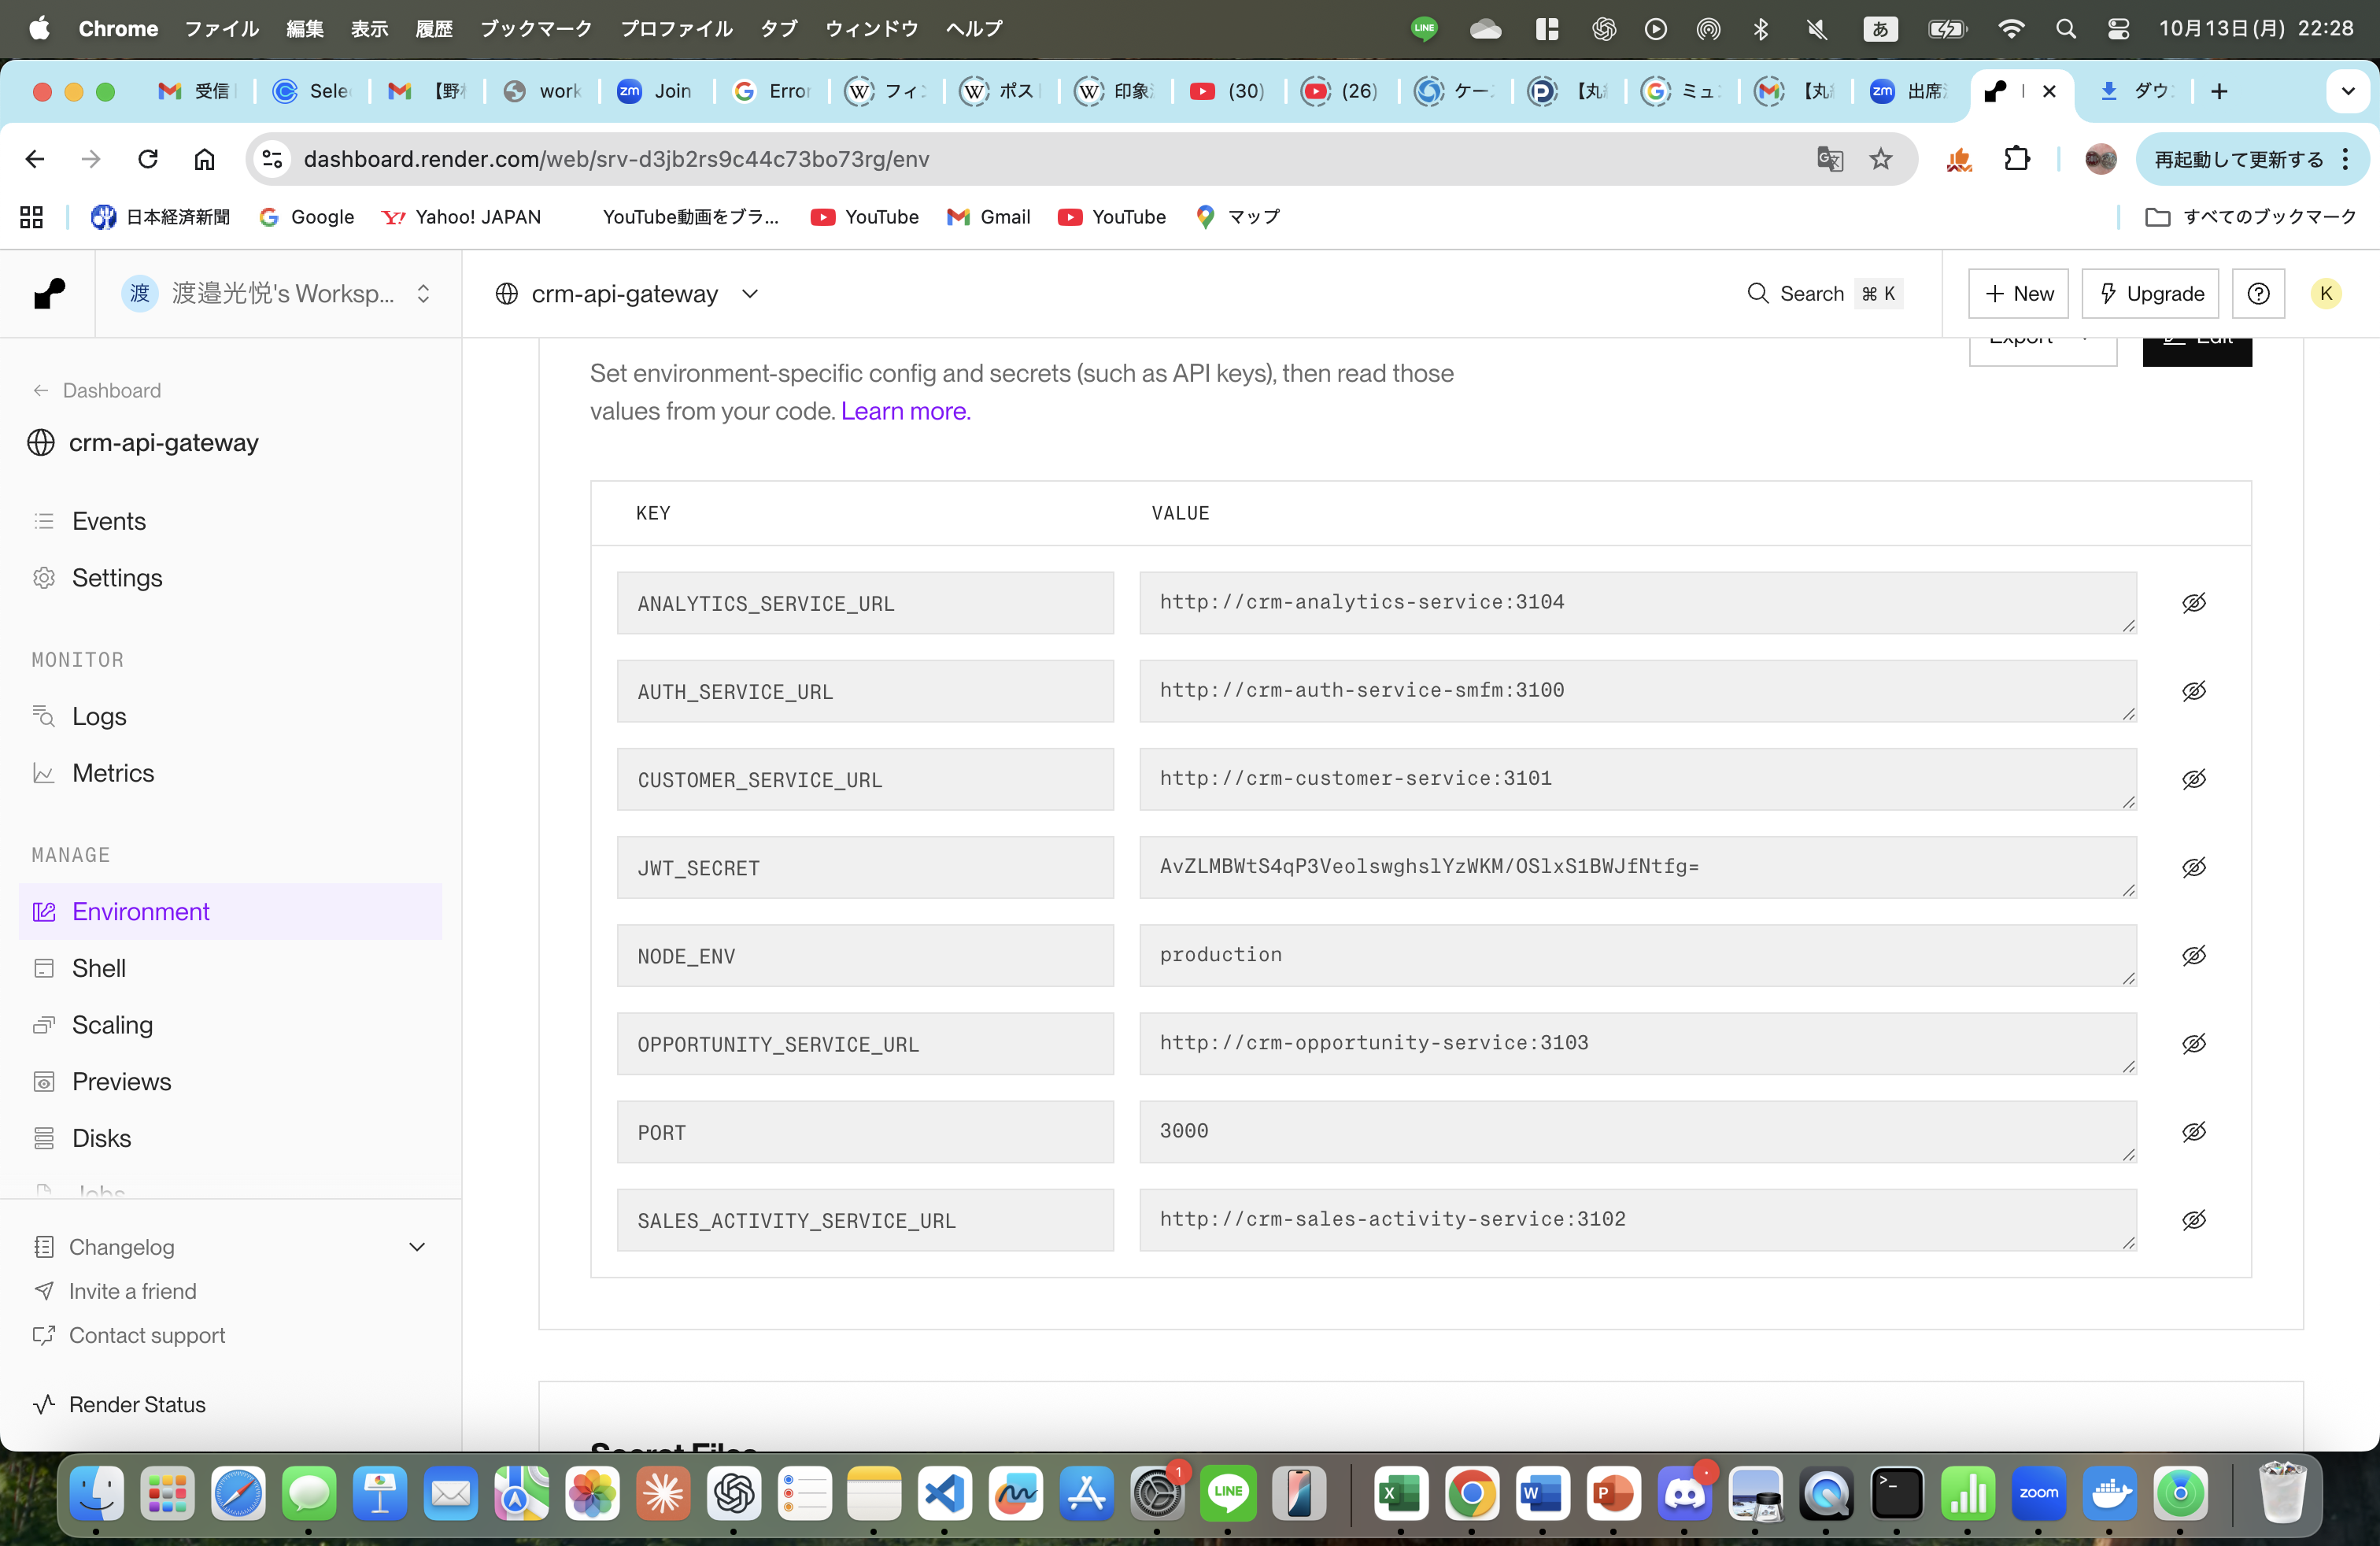 Chrome ファイル 編集 表示 履歴 ブックマーク プロファイル タブ ウィンドウ ヘルプ LINE あ 10月13日(月) 22:28
受信 Sele 【野 work zm Join Erro W フィ W ポス W 印象 (30) (26) ケー 【丸 ミュ 【丸 zm 出席 ダウ
dashboard.render.com/web/srv-d3jb2rs9c44c73bo73rg/env 再起動して更新する
日本経済新聞 Google Yahoo! JAPAN YouTube動画をブラ... YouTube Gmail YouTube マップ すべてのブックマーク
渡 渡邉光悦's Worksp... crm-api-gateway Search ⌘ K + New Upgrade K
Export Edit
Set environment-specific config and secrets (such as API keys), then read those
values from your code. Learn more.
← Dashboard
crm-api-gateway
Events
Settings
MONITOR
Logs
Metrics
MANAGE
Environment
Shell
Scaling
Previews
Disks
Jobs
Changelog
Invite a friend
Contact support
Render Status
KEY VALUE
ANALYTICS_SERVICE_URL http://crm-analytics-service:3104
AUTH_SERVICE_URL http://crm-auth-service-smfm:3100
CUSTOMER_SERVICE_URL http://crm-customer-service:3101
JWT_SECRET AvZLMBWtS4qP3VeolswghslYzWKM/OSlxS1BWJfNtfg=
NODE_ENV production
OPPORTUNITY_SERVICE_URL http://crm-opportunity-service:3103
PORT 3000
SALES_ACTIVITY_SERVICE_URL http://crm-sales-activity-service:3102
Secret Files
1 LINE zoom